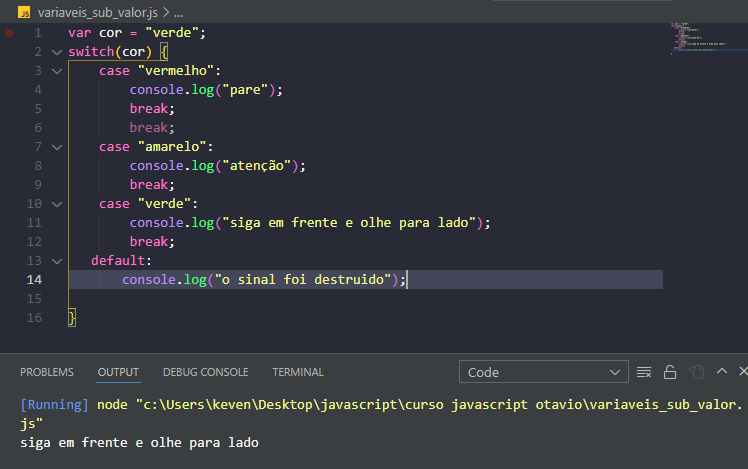 JS variaveis_sub_valor.js > ...
1 var cor = "verde";
2 switch(cor) {
3 case "vermelho":
4 console.log("pare");
5 break;
6 break;
7 case "amarelo":
8 console.log("atenção");
9 break;
10 case "verde":
11 console.log("siga em frente e olhe para lado");
12 break;
13 default:
14 console.log("o sinal foi destruido");
15
16 }
PROBLEMS OUTPUT DEBUG CONSOLE TERMINAL Code
[Running] node "c:\Users\keven\Desktop\javascript\curso javascript otavio\variaveis_sub_valor.
js"
siga em frente e olhe para lado